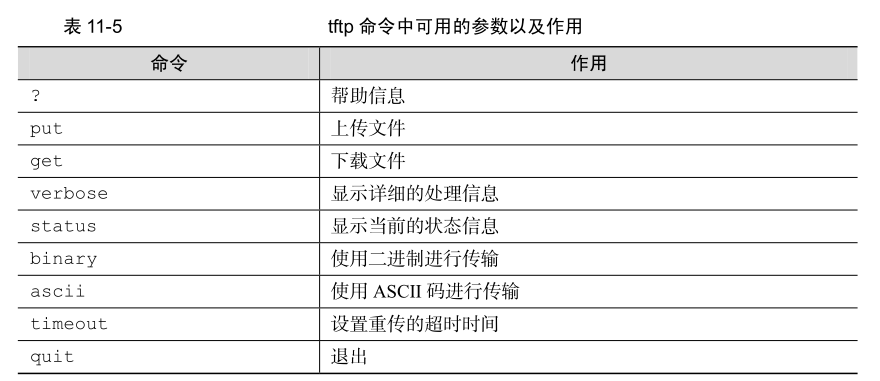 表 11-5 tftp 命令中可用的参数以及作用
命令 作用
? 帮助信息
put 上传文件
get 下载文件
verbose 显示详细的处理信息
status 显示当前的状态信息
binary 使用二进制进行传输
ascii 使用 ASCII 码进行传输
timeout 设置重传的超时时间
quit 退出